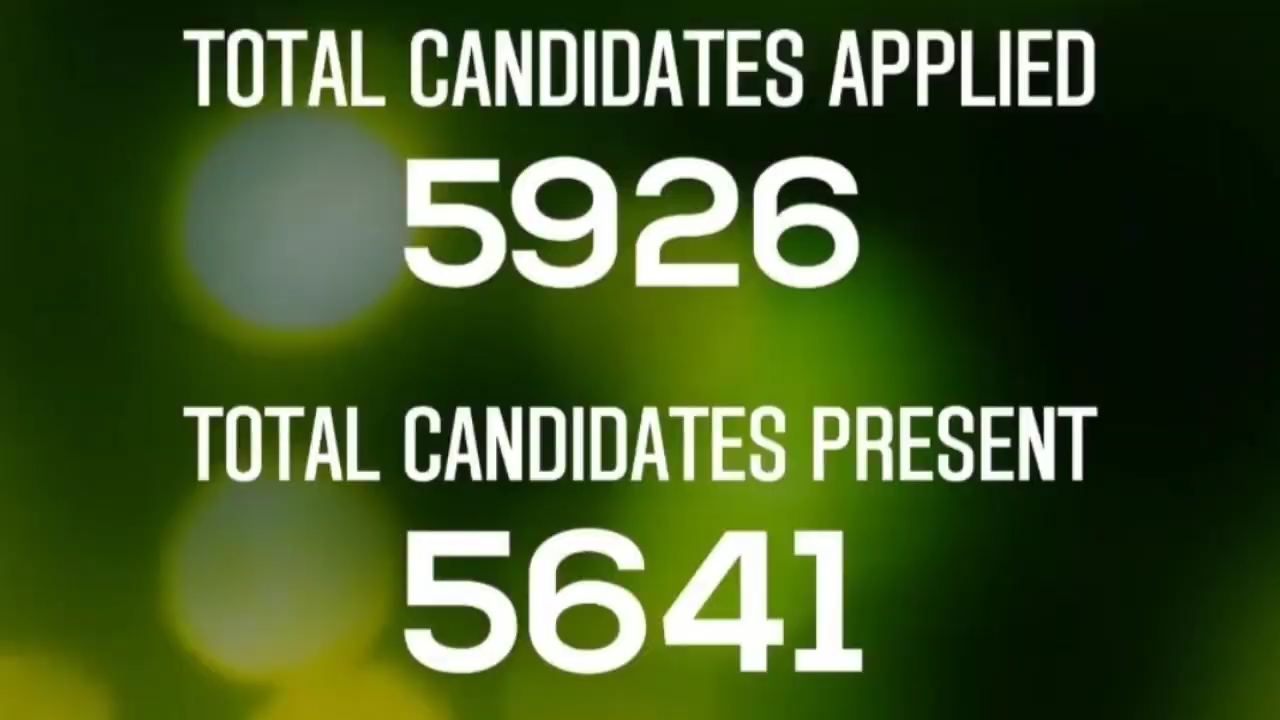 TOTAL CANDIDATES APPLIED
5926
TOTAL CANDIDATES PRESENT
5641